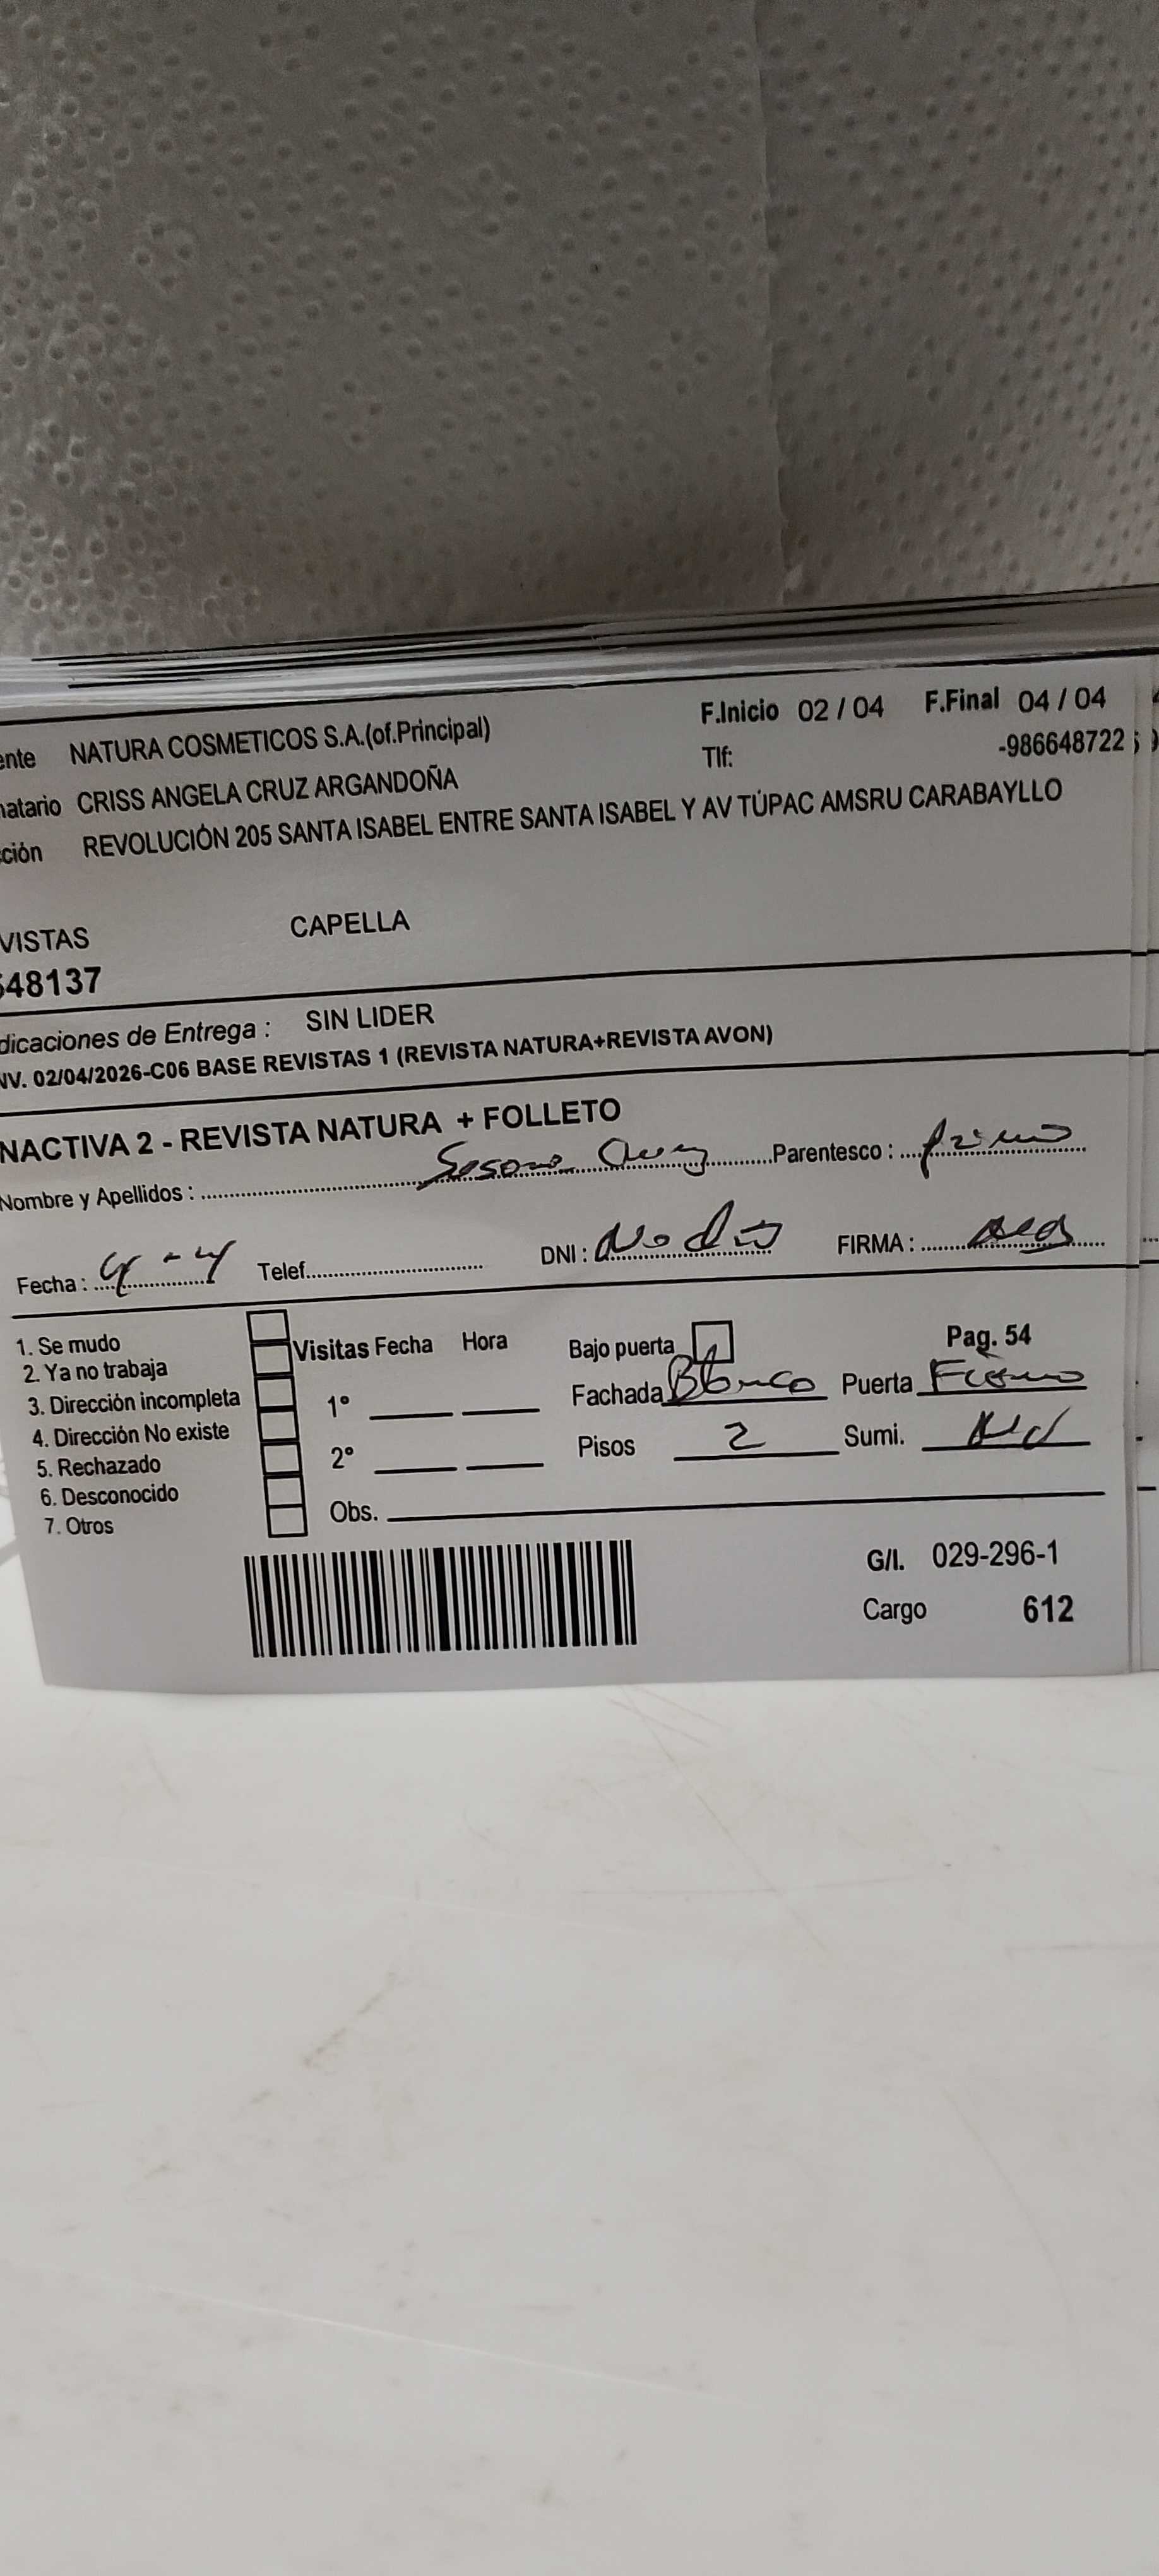 ente NATURA COSMETICOS S.A.(of.Principal) F.Inicio 02 / 04 F.Final 04 / 04
Tlf: -986648722
natario CRISS ANGELA CRUZ ARGANDOÑA
cción REVOLUCIÓN 205 SANTA ISABEL ENTRE SANTA ISABEL Y AV TÚPAC AMSRU CARABAYLLO
VISTAS CAPELLA
548137
dicaciones de Entrega : SIN LIDER
NV. 02/04/2026-C06 BASE REVISTAS 1 (REVISTA NATURA+REVISTA AVON)
NACTIVA 2 - REVISTA NATURA + FOLLETO
Nombre y Apellidos : Parentesco : primo
Fecha : 4-4 Telef. DNI : No dio FIRMA :
1. Se mudo
2. Ya no trabaja
3. Dirección incompleta
4. Dirección No existe
5. Rechazado
6. Desconocido
7. Otros
Visitas Fecha Hora
1°
2°
Obs.
Bajo puerta Pag. 54
Fachada Blanco Puerta Fierro
Pisos 2 Sumi.
G/I. 029-296-1
Cargo 612